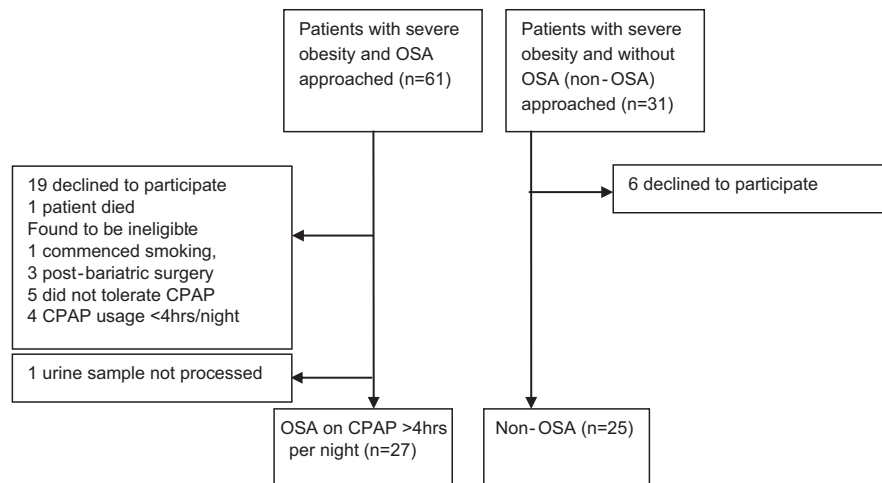 Patients with severe
obesity and OSA
approached (n=61)
Patients with severe
obesity and without
OSA (non-OSA)
approached (n=31)
19 declined to participate
1 patient died
Found to be ineligible
1 commenced smoking,
3 post-bariatric surgery
5 did not tolerate CPAP
4 CPAP usage <4hrs/night
6 declined to participate
1 urine sample not processed
OSA on CPAP >4hrs
per night (n=27)
Non-OSA (n=25)